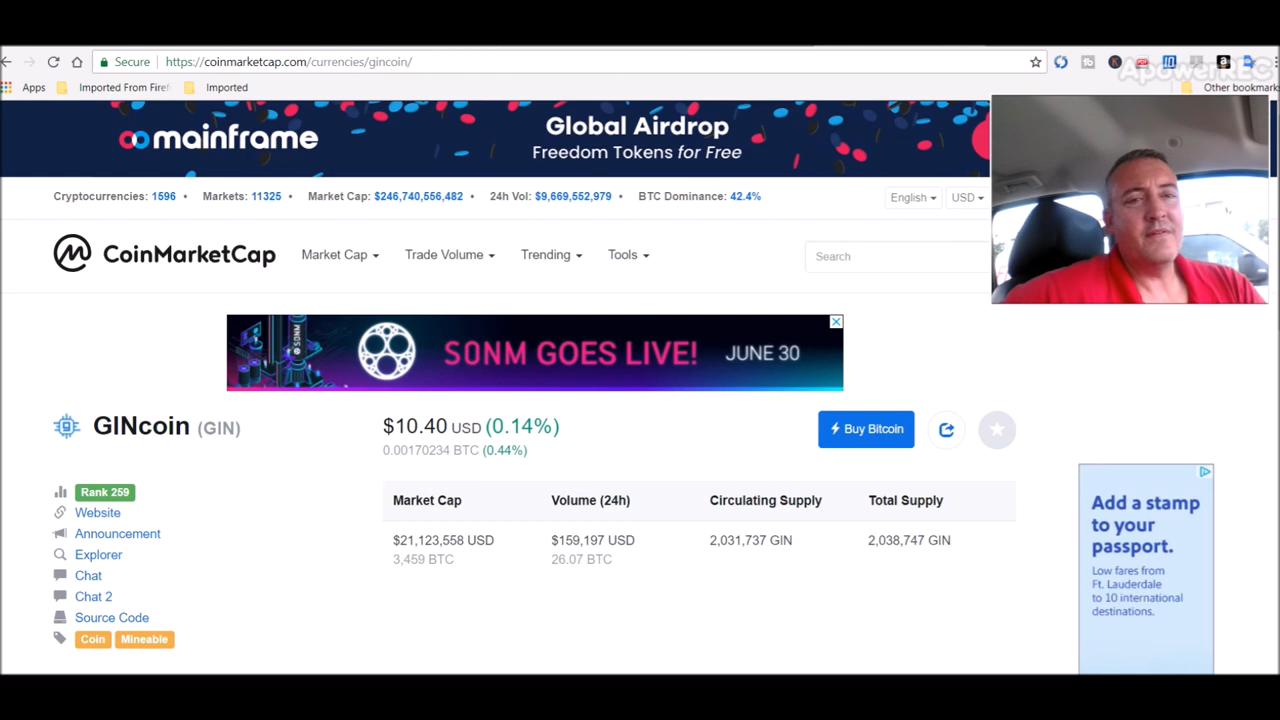 Secure https://coinmarketcap.com/currencies/gincoin/
ApowerREC
Apps Imported From Firef Imported Other bookmark
mainframe
Global Airdrop
Freedom Tokens for Free
Cryptocurrencies: 1596 • Markets: 11325 • Market Cap: $246,740,556,482 • 24h Vol: $9,669,552,979 • BTC Dominance: 42.4% English USD
CoinMarketCap Market Cap Trade Volume Trending Tools Search
SONM
SONM GOES LIVE! JUNE 30
GINcoin (GIN) $10.40 USD (0.14%) Buy Bitcoin
0.00170234 BTC (0.44%)
Rank 259
Website
Announcement
Explorer
Chat
Chat 2
Source Code
Coin Mineable
Market Cap Volume (24h) Circulating Supply Total Supply
$21,123,558 USD $159,197 USD 2,031,737 GIN 2,038,747 GIN
3,459 BTC 26.07 BTC
Add a stamp
to your
passport.
Low fares from
Ft. Lauderdale
to 10 international
destinations.